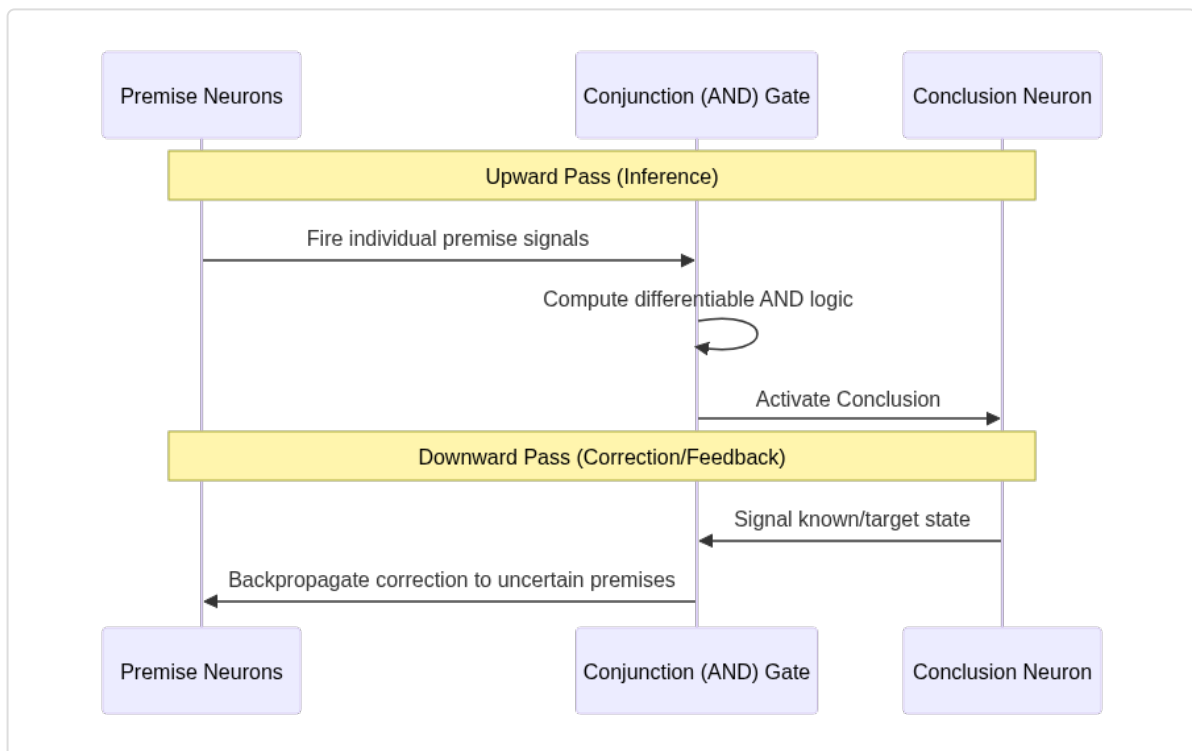 Premise Neurons
Conjunction (AND) Gate
Conclusion Neuron
Upward Pass (Inference)
Fire individual premise signals
Compute differentiable AND logic
Activate Conclusion
Downward Pass (Correction/Feedback)
Signal known/target state
Backpropagate correction to uncertain premises
Premise Neurons
Conjunction (AND) Gate
Conclusion Neuron